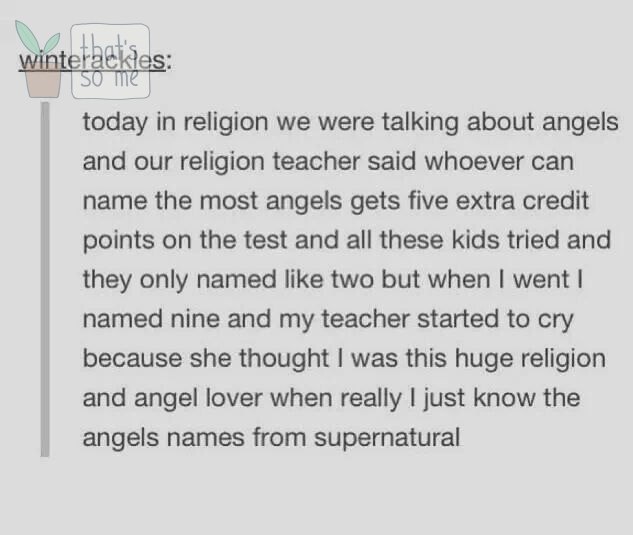 that's
so me
winterackles:
today in religion we were talking about angels
and our religion teacher said whoever can
name the most angels gets five extra credit
points on the test and all these kids tried and
they only named like two but when I went I
named nine and my teacher started to cry
because she thought I was this huge religion
and angel lover when really I just know the
angels names from supernatural